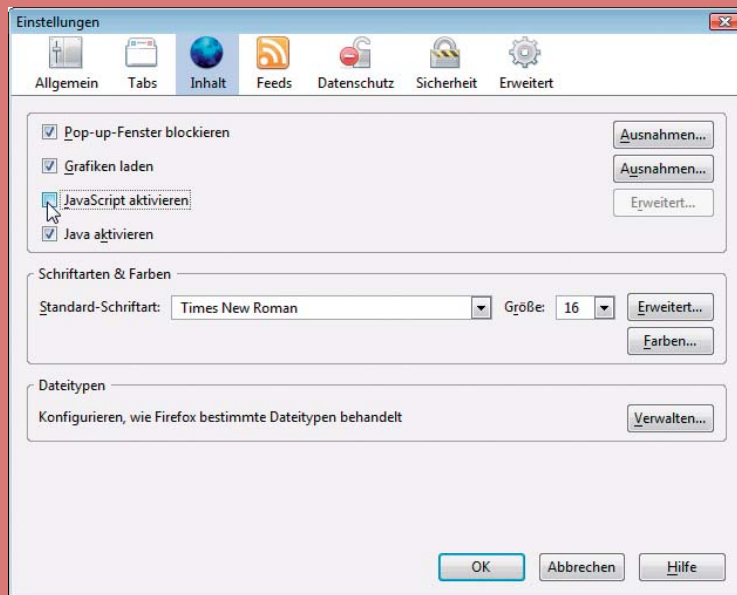 Einstellungen
Allgemein Tabs Inhalt Feeds Datenschutz Sicherheit Erweitert
Pop-up-Fenster blockieren Ausnahmen...
Grafiken laden Ausnahmen...
JavaScript aktivieren Erweitert...
Java aktivieren
Schriftarten & Farben
Standard-Schriftart: Times New Roman Größe: 16 Erweitert...
Farben...
Dateitypen
Konfigurieren, wie Firefox bestimmte Dateitypen behandelt Verwalten...
OK Abbrechen Hilfe